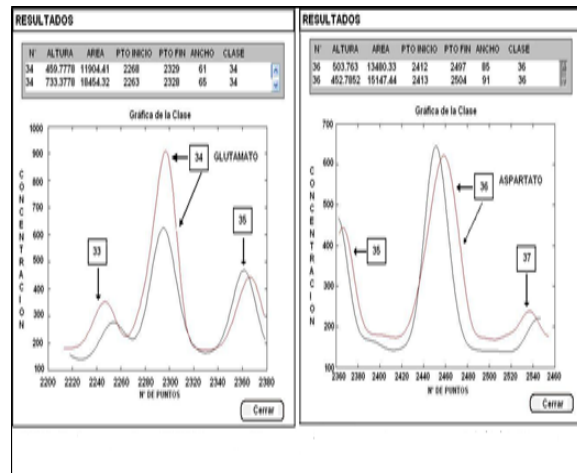 RESULTADOS
N° ALTURA AREA PTO INICIO PTO FIN ANCHO CLASE
34 459.7778 11904.41 2268 2329 61 34
34 733.3778 18454.32 2263 2328 65 34
Gráfica de la Clase
CONCENTRACION
1000
900
800
700
600
500
400
300
200
100
33
34
GLUTAMATO
35
2200 2220 2240 2260 2280 2300 2320 2340 2360 2380
N° DE PUNTOS
Cerrar
RESULTADOS
N° ALTURA AREA PTO INICIO PTO FIN ANCHO CLASE
36 503.763 13480.33 2412 2497 85 36
36 452.7852 15147.44 2413 2504 91 36
Gráfica de la Clase
CONCENTRACION
700
600
500
400
300
200
100
35
36
ASPARTATO
37
2360 2380 2400 2420 2440 2460 2480 2500 2520 2540 2560
N° DE PUNTOS
Cerrar